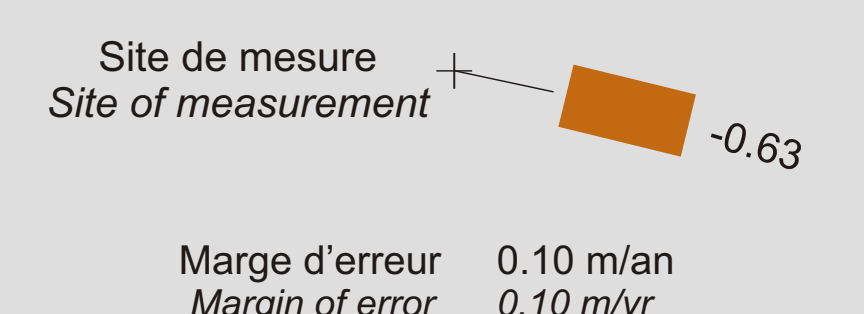 Site de mesure
Site of measurement
-0.63
Marge d'erreur 0.10 m/an
Margin of error 0.10 m/yr